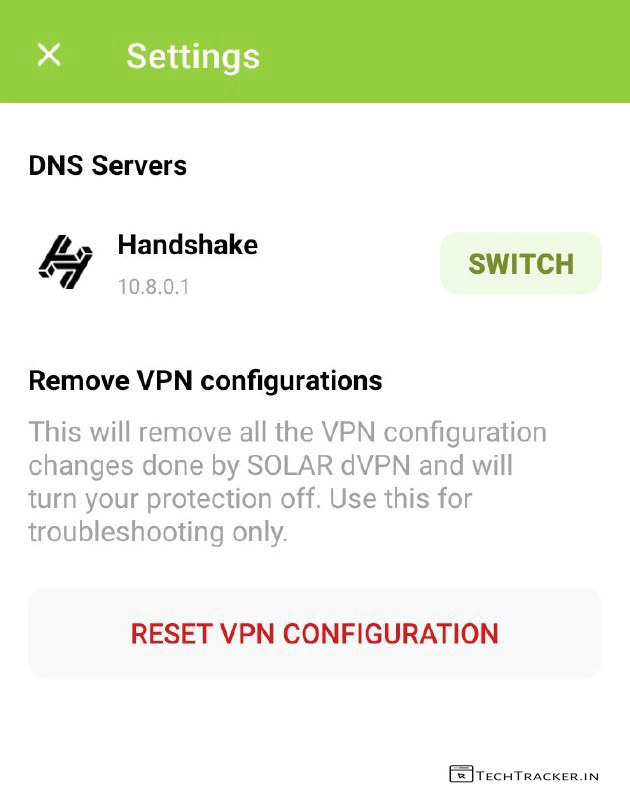 Settings
DNS Servers
Handshake
10.8.0.1
SWITCH
Remove VPN configurations
This will remove all the VPN configuration
changes done by SOLAR dVPN and will
turn your protection off. Use this for
troubleshooting only.
RESET VPN CONFIGURATION
TECHTRACKER.IN